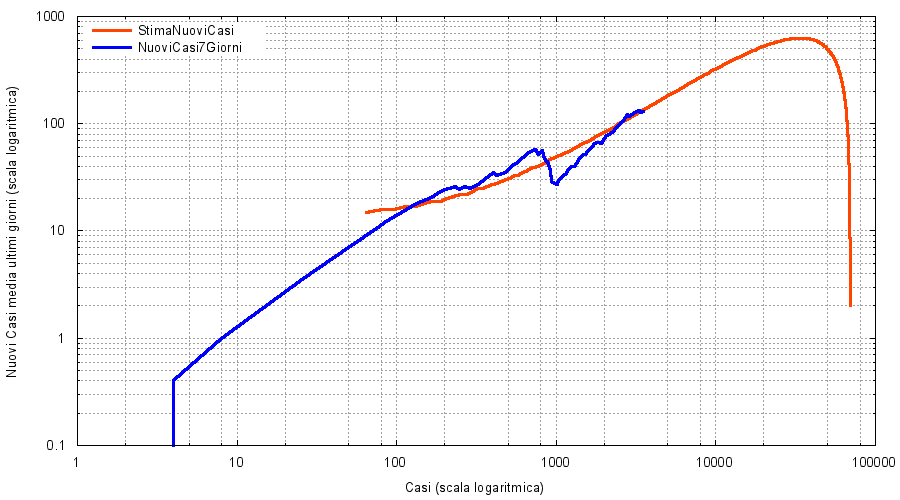 1000
StimaNuoviCasi
NuoviCasi7Giorni
100
10
1
0.1
Nuovi Casi media ultimi giorni (scala logaritmica)
1 10 100 1000 10000 100000
Casi (scala logaritmica)